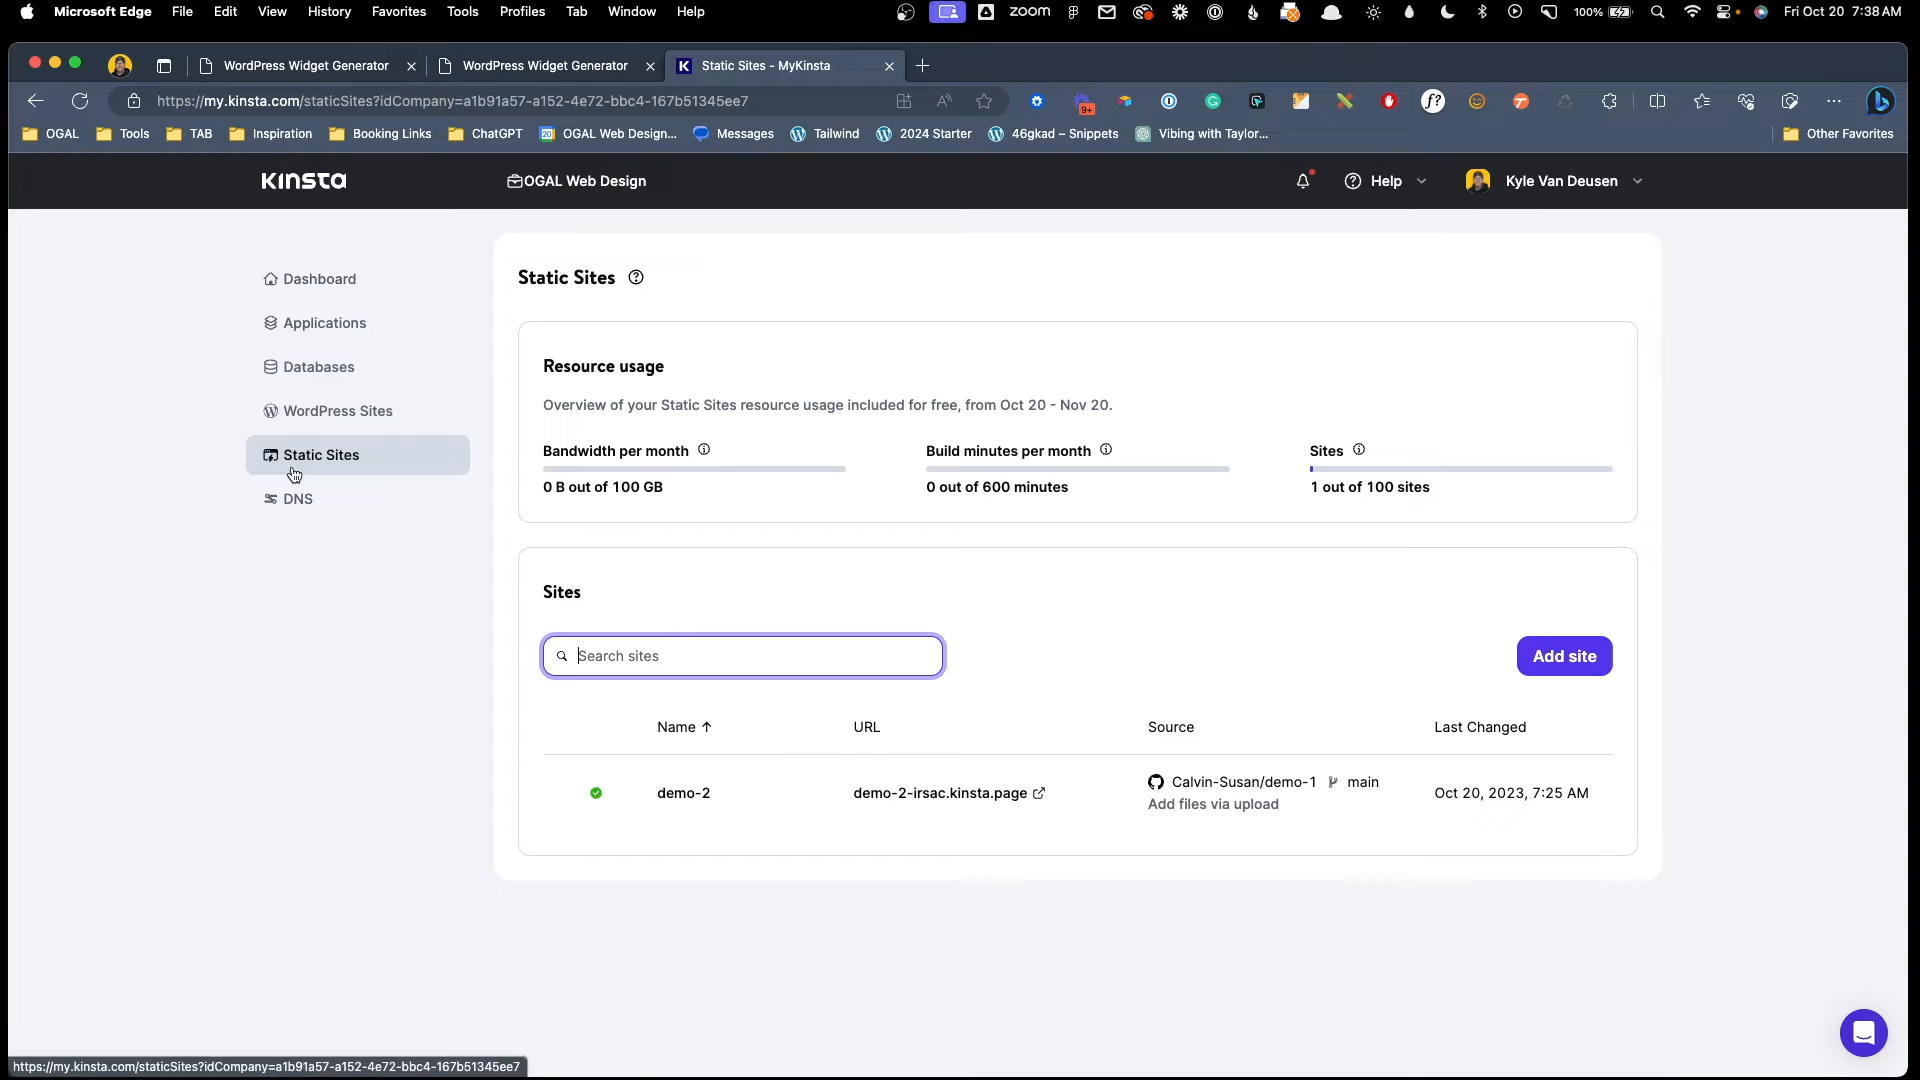 Microsoft Edge File Edit View History Favorites Tools Profiles Tab Window Help zoom 100% Fri Oct 20 7:38 AM
WordPress Widget Generator WordPress Widget Generator K Static Sites - MyKinsta
https://my.kinsta.com/staticSites?idCompany=a1b91a57-a152-4e72-bbc4-167b51345ee7 9+ f?
OGAL Tools TAB Inspiration Booking Links ChatGPT 20 OGAL Web Design... Messages Tailwind 2024 Starter 46gkad – Snippets Vibing with Taylor... Other Favorites
Kinsta OGAL Web Design Help Kyle Van Deusen
Dashboard
Applications
Databases
WordPress Sites
Static Sites
DNS
Static Sites
Resource usage
Overview of your Static Sites resource usage included for free, from Oct 20 - Nov 20.
Bandwidth per month Build minutes per month Sites
0 B out of 100 GB 0 out of 600 minutes 1 out of 100 sites
Sites
Search sites Add site
Name URL Source Last Changed
demo-2 demo-2-irsac.kinsta.page Calvin-Susan/demo-1 main Oct 20, 2023, 7:25 AM
Add files via upload
https://my.kinsta.com/staticSites?idCompany=a1b91a57-a152-4e72-bbc4-167b51345ee7